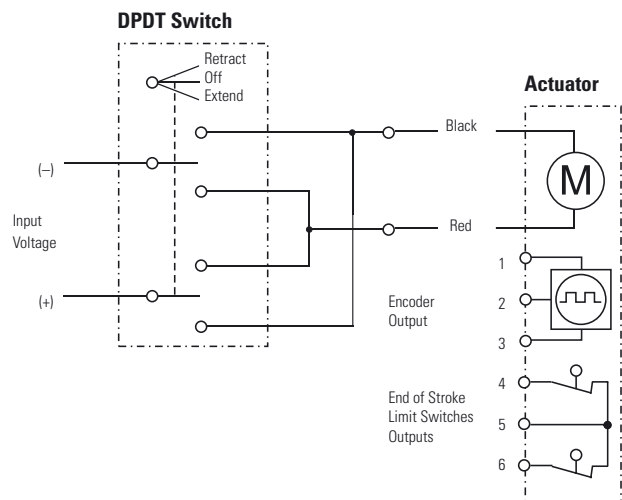 DPDT Switch
Retract
Off
Extend
Actuator
Black
(–)
M
Input
Voltage
Red
1
(+)
Encoder
Output
2
3
4
End of Stroke
Limit Switches
Outputs
5
6